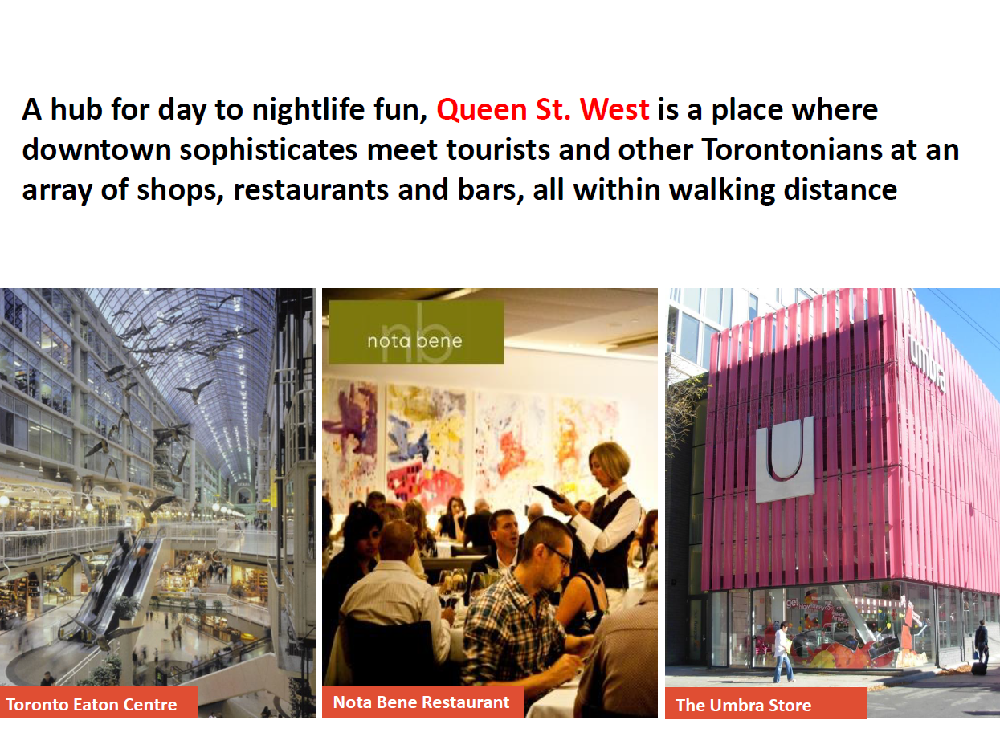 A hub for day to nightlife fun, Queen St. West is a place where
downtown sophisticates meet tourists and other Torontonians at an
array of shops, restaurants and bars, all within walking distance
nb
nota bene
umbra
U
get
Toronto Eaton Centre
Nota Bene Restaurant
The Umbra Store